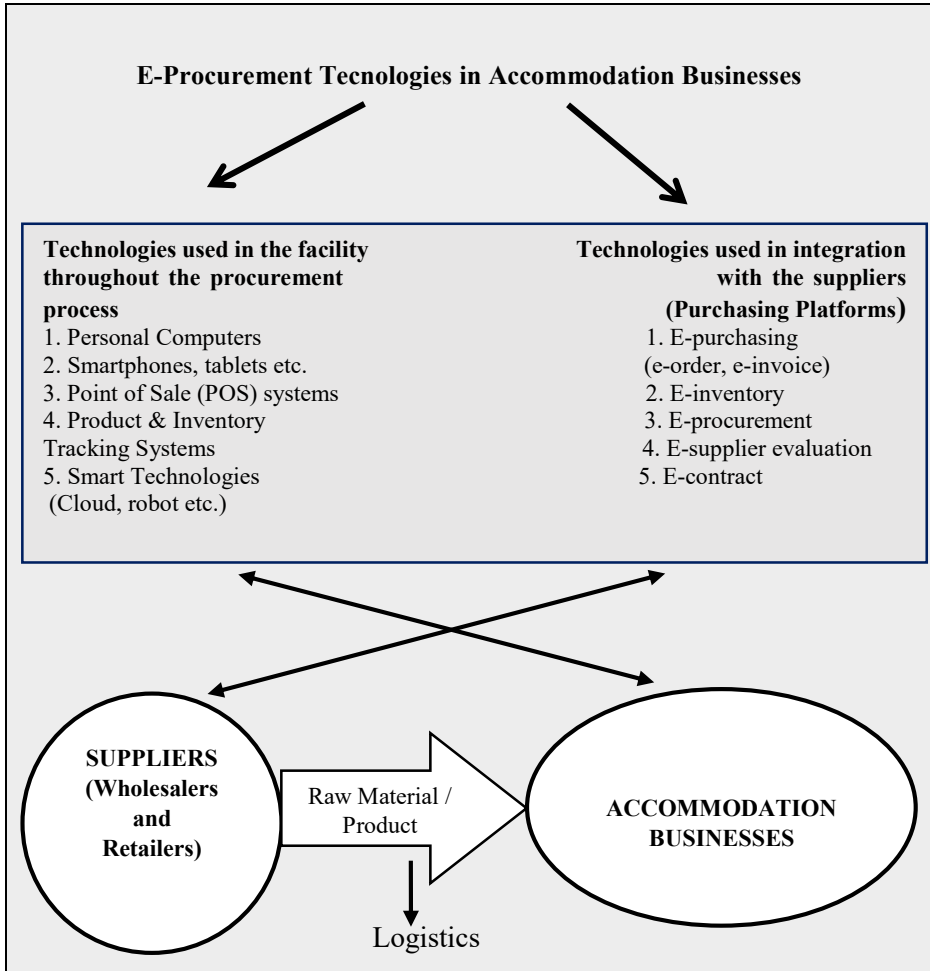 E-Procurement Tecnologies in Accommodation Businesses
Technologies used in the facility
throughout the procurement
process
1. Personal Computers
2. Smartphones, tablets etc.
3. Point of Sale (POS) systems
4. Product & Inventory
Tracking Systems
5. Smart Technologies
(Cloud, robot etc.)
Technologies used in integration
with the suppliers
(Purchasing Platforms)
1. E-purchasing
(e-order, e-invoice)
2. E-inventory
3. E-procurement
4. E-supplier evaluation
5. E-contract
SUPPLIERS
(Wholesalers
and
Retailers)
Raw Material /
Product
ACCOMMODATION
BUSINESSES
Logistics